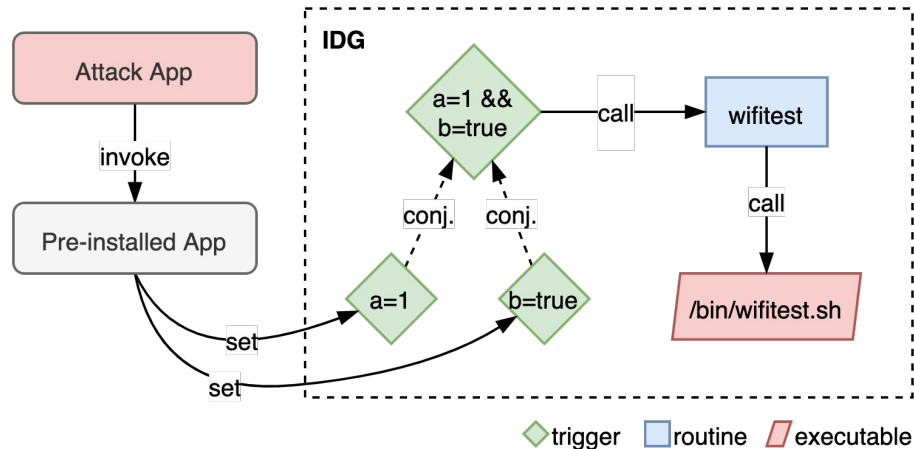 IDG
Attack App
a=1 &&
b=true
call
wifitest
invoke
conj.
conj.
call
Pre-installed App
a=1
b=true
/bin/wifitest.sh
set
set
trigger
routine
executable